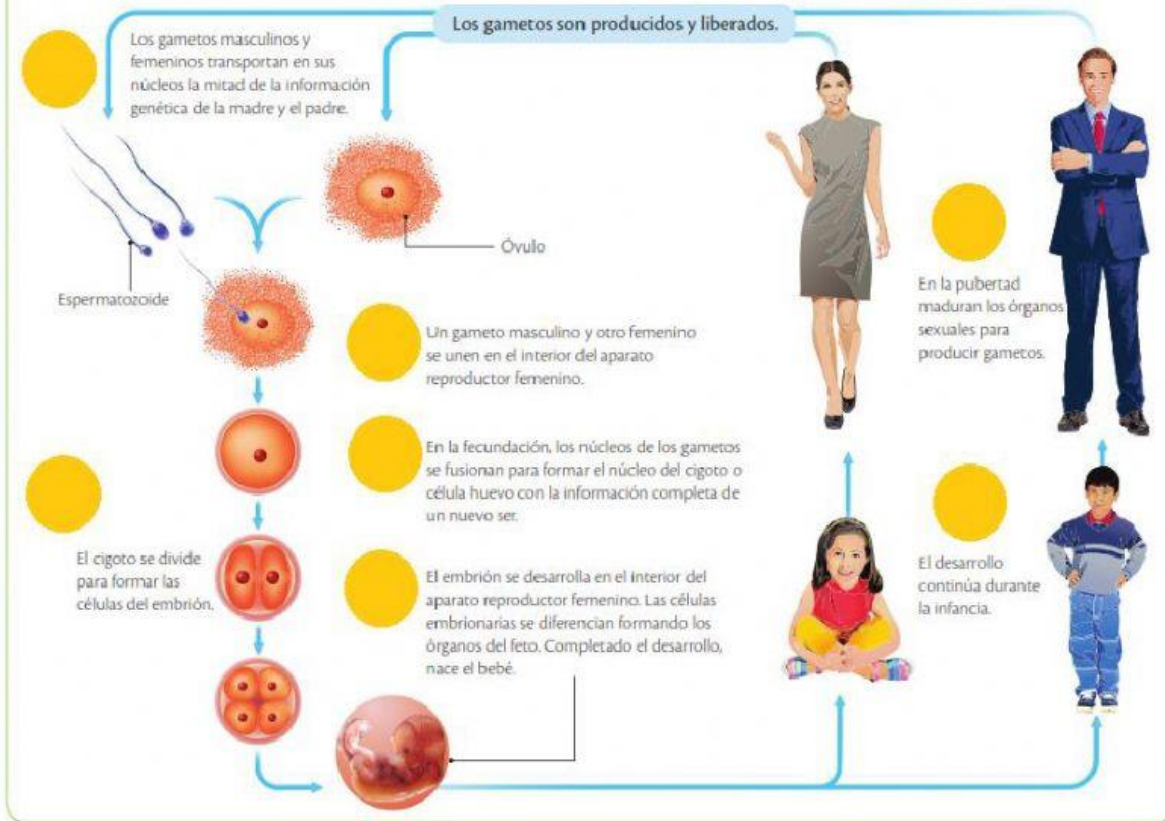 Los gametos son producidos y liberados.
Los gametos masculinos y
femeninos transportan en sus
núcleos la mitad de la información
genética de la madre y el padre.
Óvulo
Espermatozoide
Un gameto masculino y otro femenino
se unen en el interior del aparato
reproductor femenino.
En la fecundación, los núcleos de los gametos
se fusionan para formar el núcleo del cigoto o
célula huevo con la información completa de
un nuevo ser.
El cigoto se divide
para formar las
células del embrión.
El embrión se desarrolla en el interior del
aparato reproductor femenino. Las células
embrionarias se diferencian formando los
órganos del feto. Completado el desarrollo,
nace el bebé.
En la pubertad
maduran los órganos
sexuales para
producir gametos.
El desarrollo
continúa durante
la infancia.